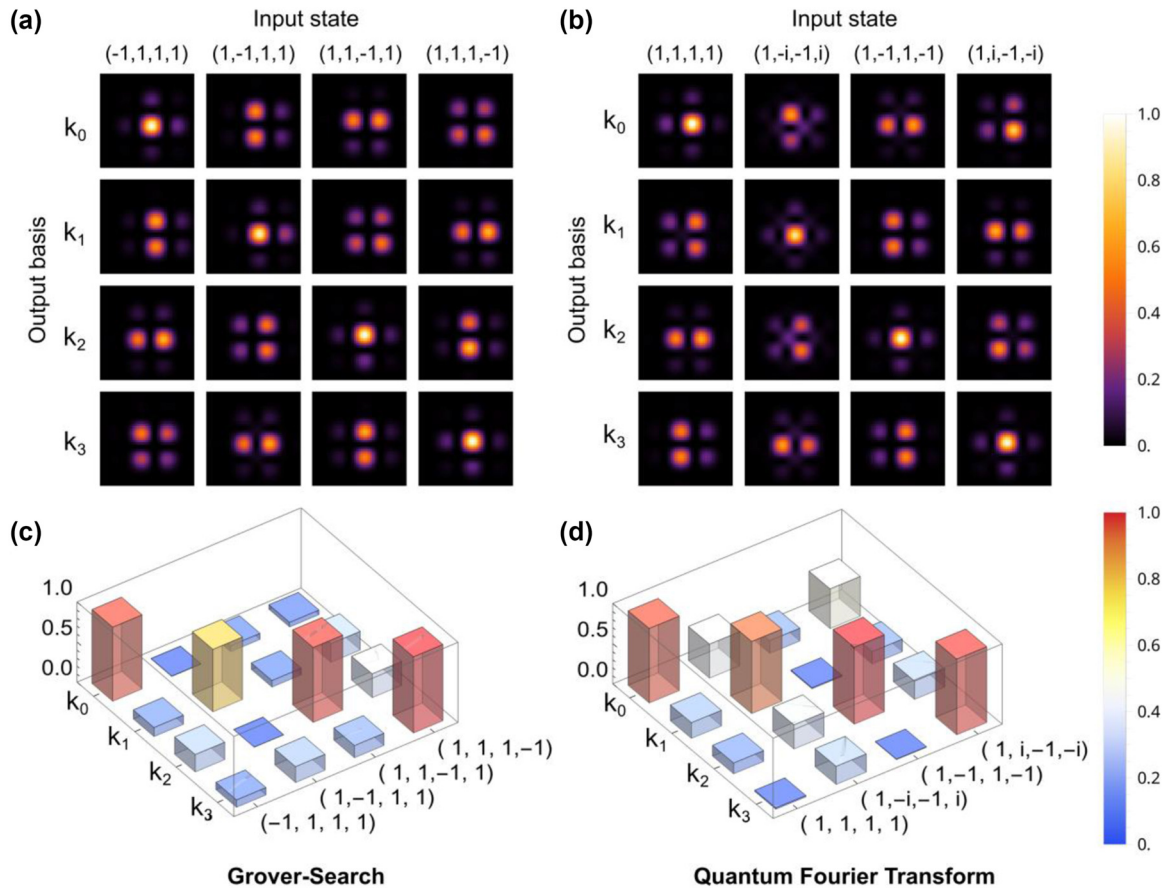 (a)
Input state
(-1,1,1,1) (1,-1,1,1) (1,1,-1,1) (1,1,1,-1)
Output basis
k0
k1
k2
k3
(b)
Input state
(1,1,1,1) (1,-i,-1,i) (1,-1,1,-1) (1,i,-1,-i)
Output basis
k0
k1
k2
k3
1.0
0.8
0.6
0.4
0.2
0.
(c)
1.0
0.5
0.0
k0
k1
k2
k3
( 1, 1, 1,-1)
( 1, 1,-1, 1)
( 1,-1, 1, 1)
(-1, 1, 1, 1)
Grover-Search
(d)
1.0
0.5
0.0
k0
k1
k2
k3
( 1, i,-1,-i)
( 1,-1, 1,-1)
( 1,-i,-1, i)
( 1, 1, 1, 1)
Quantum Fourier Transform
1.0
0.8
0.6
0.4
0.2
0.